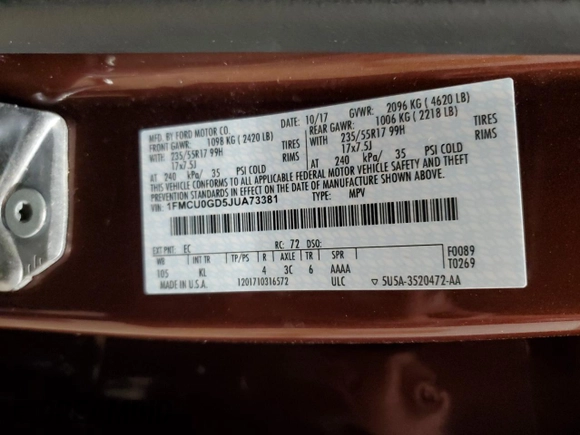 MFD. BY FORD MOTOR CO. DATE: 10/17 GVWR: 2096 KG ( 4620 LB)
FRONT GAWR: 1098 KG ( 2420 LB) REAR GAWR: 1006 KG ( 2218 LB)
WITH: 235/55R17 99H TIRES WITH: 235/55R17 99H TIRES
17x7.5J RIMS 17x7.5J RIMS
AT 240 kPa/ 35 PSI COLD AT 240 kPa/ 35 PSI COLD
THIS VEHICLE CONFORMS TO ALL APPLICABLE FEDERAL MOTOR VEHICLE SAFETY AND THEFT
PREVENTION STANDARDS IN EFFECT ON THE DATE OF MANUFACTURE SHOWN ABOVE.
VIN: 1FMCU0GD5JUA73381 TYPE: MPV
EXT PNT: EC RC: 72 DSO: F0089
WB INT TR TP/PS R AXLE TR SPR T0269
105 KL 4 3C 6 AAAA
MADE IN U.S.A. 1201710316572 ULC ▽ 5U5A-3520472-AA